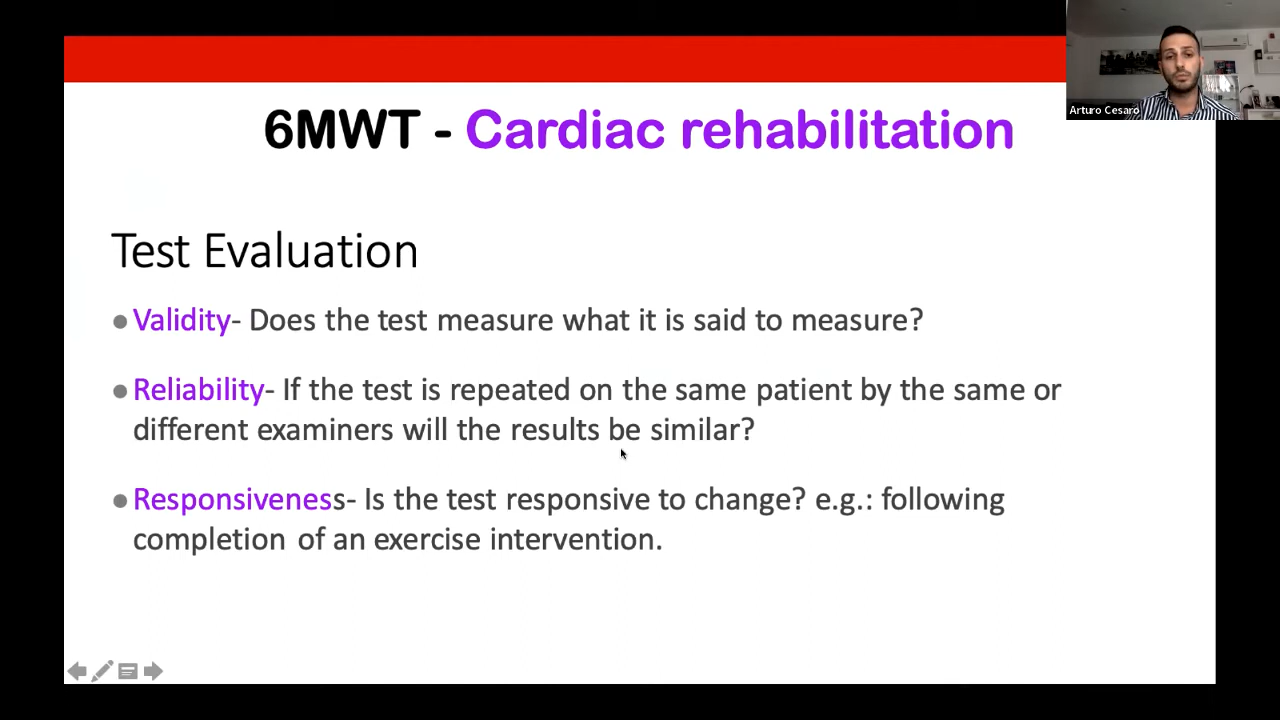 Arturo Cesaro
6MWT - Cardiac rehabilitation
Test Evaluation
Validity- Does the test measure what it is said to measure?
Reliability- If the test is repeated on the same patient by the same or
different examiners will the results be similar?
Responsiveness- Is the test responsive to change? e.g.: following
completion of an exercise intervention.